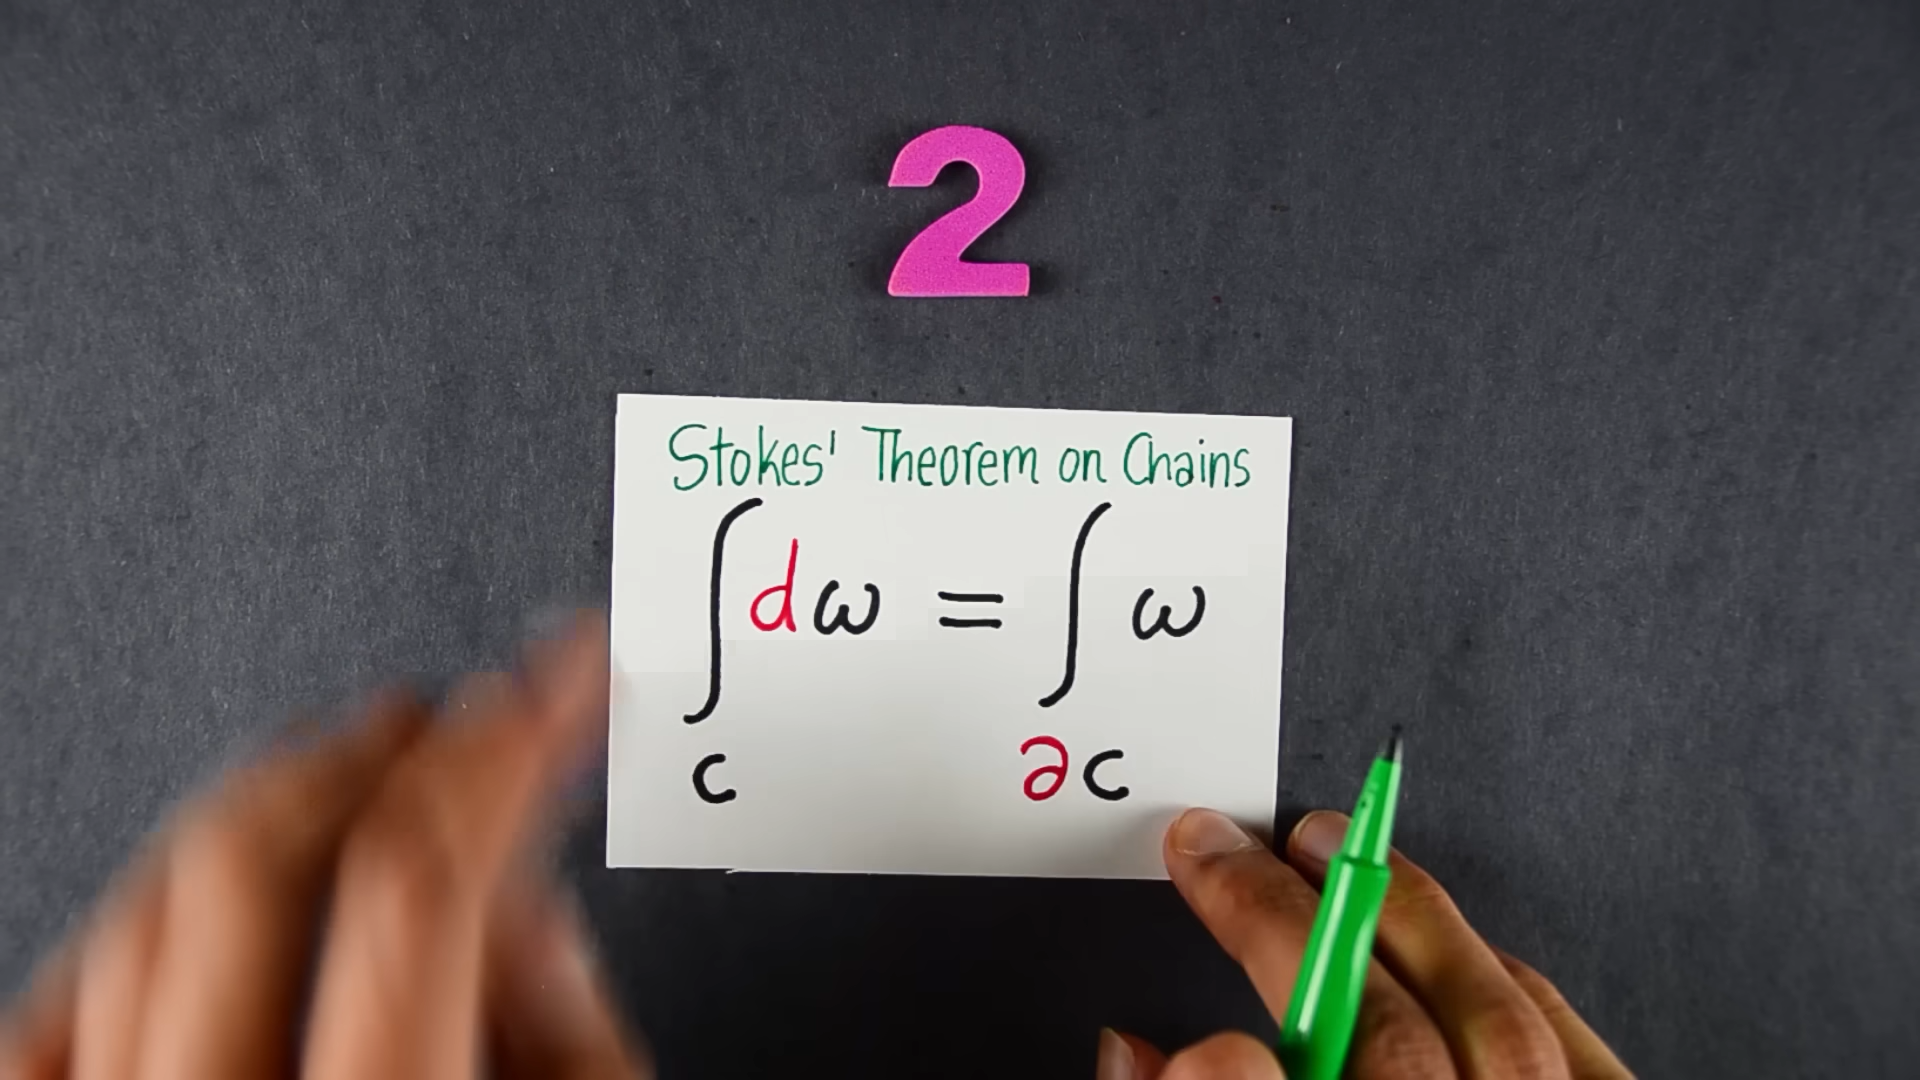 2
Stokes' Theorem on Chains
∫dω = ∫ω
c ∂c